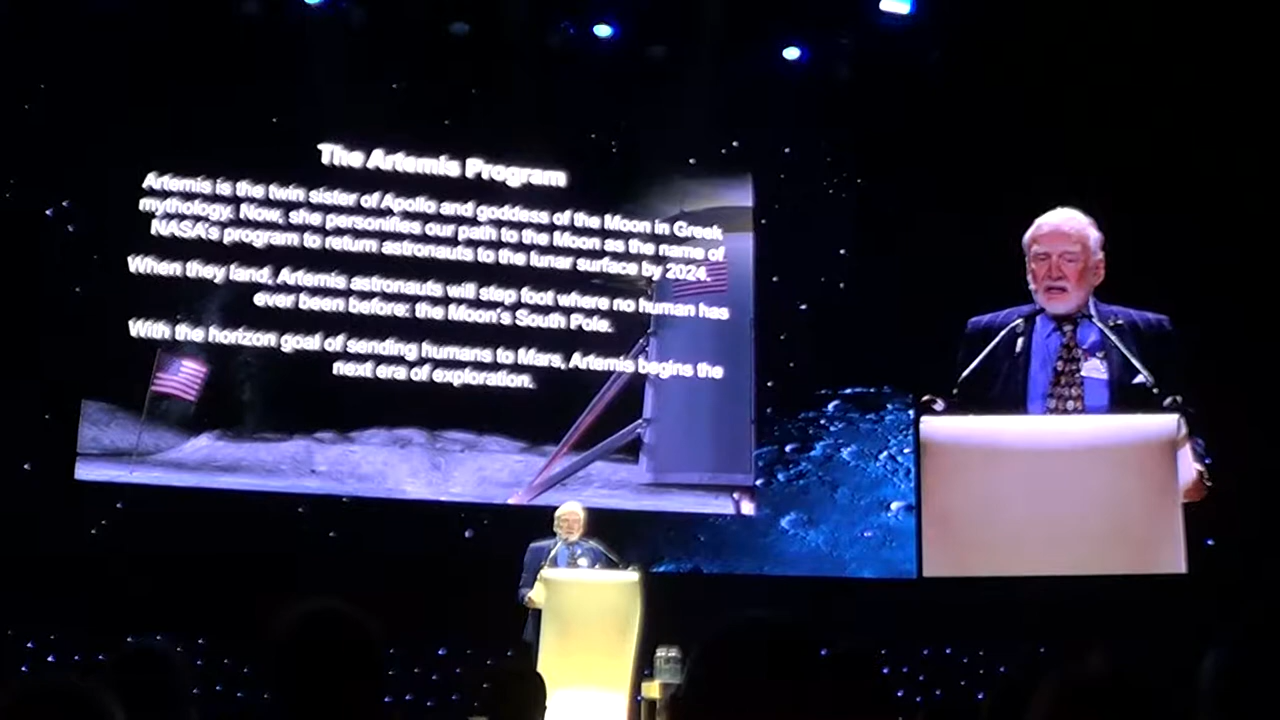 The Artemis Program
Artemis is the twin sister of Apollo and goddess of the Moon in Greek
mythology. Now, she personifies our path to the Moon as the name of
NASA's program to return astronauts to the lunar surface by 2024.
When they land, Artemis astronauts will step foot where no human has
ever been before: the Moon's South Pole.
With the horizon goal of sending humans to Mars, Artemis begins the
next era of exploration.